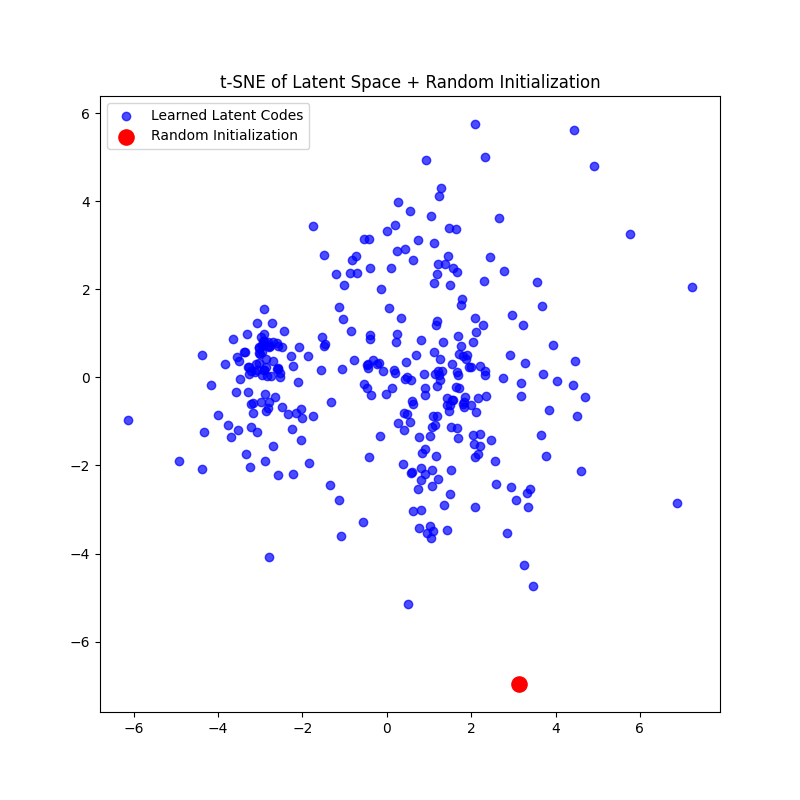 t-SNE of Latent Space + Random Initialization
Learned Latent Codes
Random Initialization
6
4
2
0
−2
−4
−6
−6 −4 −2 0 2 4 6